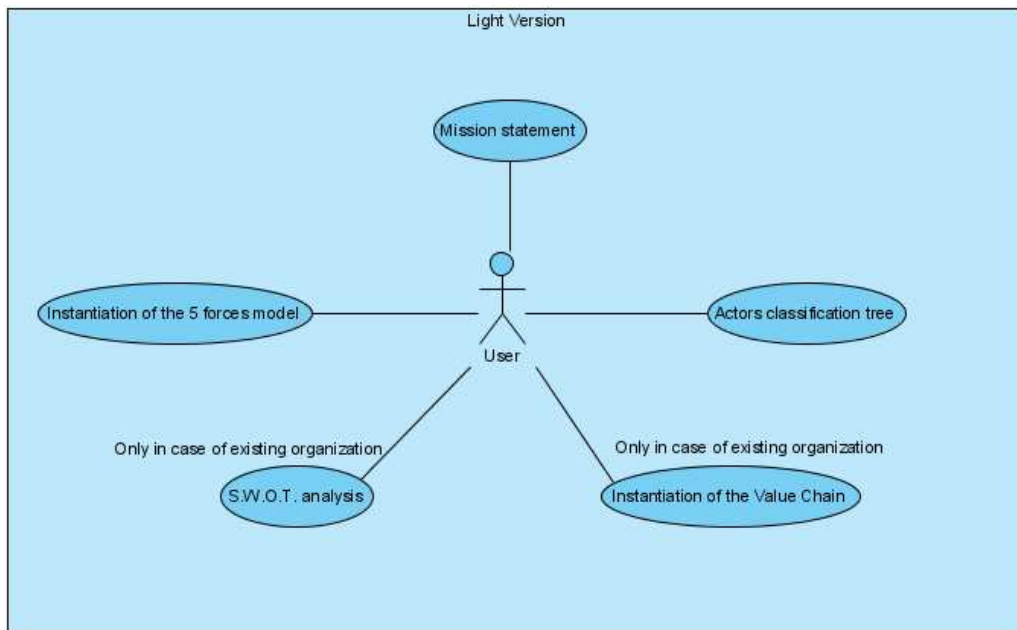 Light Version
Mission statement
Instantiation of the 5 forces model
Actors classification tree
User
Only in case of existing organization
Only in case of existing organization
S.W.O.T. analysis
Instantiation of the Value Chain